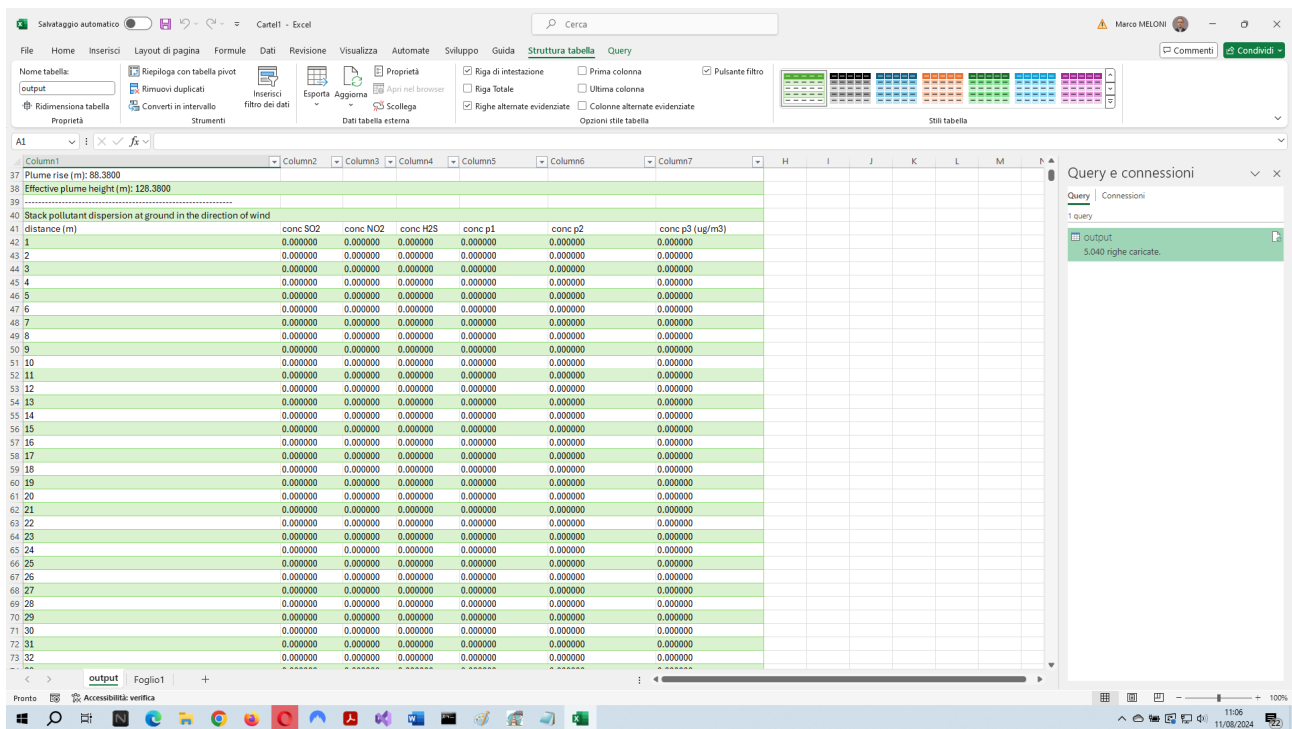 Salvataggio automatico Cartel1 - Excel Cerca Marco MELONI
File Home Inserisci Layout di pagina Formule Dati Revisione Visualizza Automate Sviluppo Guida Struttura tabella Query Commenti Condividi
Nome tabella: Riepiloga con tabella pivot Proprietà Riga di intestazione Prima colonna Pulsante filtro
output Rimuovi duplicati Inserisci filtro dei dati Esporta Aggiorna Apri nel browser Riga Totale Ultima colonna
Ridimensiona tabella Converti in intervallo Scollega Righe alternate evidenziate Colonne alternate evidenziate
Proprietà Strumenti Dati tabella esterna Opzioni stile tabella Stili tabella
A1 fx
Column1 Column2 Column3 Column4 Column5 Column6 Column7 H I J K L M N
37 Plume rise (m): 88.3800
38 Effective plume height (m): 128.3800
39 --------------------------------------------------------------
40 Stack pollutant dispersion at ground in the direction of wind
41 distance (m) conc SO2 conc NO2 conc H2S conc p1 conc p2 conc p3 (ug/m3)
42 1 0.000000 0.000000 0.000000 0.000000 0.000000 0.000000
43 2 0.000000 0.000000 0.000000 0.000000 0.000000 0.000000
44 3 0.000000 0.000000 0.000000 0.000000 0.000000 0.000000
45 4 0.000000 0.000000 0.000000 0.000000 0.000000 0.000000
46 5 0.000000 0.000000 0.000000 0.000000 0.000000 0.000000
47 6 0.000000 0.000000 0.000000 0.000000 0.000000 0.000000
48 7 0.000000 0.000000 0.000000 0.000000 0.000000 0.000000
49 8 0.000000 0.000000 0.000000 0.000000 0.000000 0.000000
50 9 0.000000 0.000000 0.000000 0.000000 0.000000 0.000000
51 10 0.000000 0.000000 0.000000 0.000000 0.000000 0.000000
52 11 0.000000 0.000000 0.000000 0.000000 0.000000 0.000000
53 12 0.000000 0.000000 0.000000 0.000000 0.000000 0.000000
54 13 0.000000 0.000000 0.000000 0.000000 0.000000 0.000000
55 14 0.000000 0.000000 0.000000 0.000000 0.000000 0.000000
56 15 0.000000 0.000000 0.000000 0.000000 0.000000 0.000000
57 16 0.000000 0.000000 0.000000 0.000000 0.000000 0.000000
58 17 0.000000 0.000000 0.000000 0.000000 0.000000 0.000000
59 18 0.000000 0.000000 0.000000 0.000000 0.000000 0.000000
60 19 0.000000 0.000000 0.000000 0.000000 0.000000 0.000000
61 20 0.000000 0.000000 0.000000 0.000000 0.000000 0.000000
62 21 0.000000 0.000000 0.000000 0.000000 0.000000 0.000000
63 22 0.000000 0.000000 0.000000 0.000000 0.000000 0.000000
64 23 0.000000 0.000000 0.000000 0.000000 0.000000 0.000000
65 24 0.000000 0.000000 0.000000 0.000000 0.000000 0.000000
66 25 0.000000 0.000000 0.000000 0.000000 0.000000 0.000000
67 26 0.000000 0.000000 0.000000 0.000000 0.000000 0.000000
68 27 0.000000 0.000000 0.000000 0.000000 0.000000 0.000000
69 28 0.000000 0.000000 0.000000 0.000000 0.000000 0.000000
70 29 0.000000 0.000000 0.000000 0.000000 0.000000 0.000000
71 30 0.000000 0.000000 0.000000 0.000000 0.000000 0.000000
72 31 0.000000 0.000000 0.000000 0.000000 0.000000 0.000000
73 32 0.000000 0.000000 0.000000 0.000000 0.000000 0.000000
Query e connessioni
Query Connessioni
1 query
output
5.040 righe caricate.
output Foglio1
Pronto Accessibilità: verifica 100%
11:06
11/08/2024
22